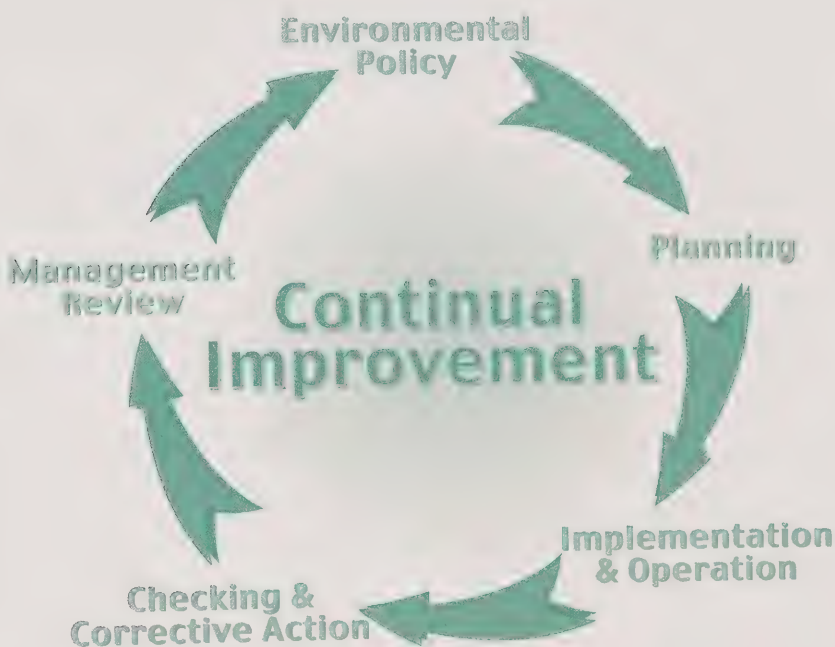 Environmental
Policy
Planning
Implementation
& Operation
Checking &
Corrective Action
Management
Review
Continual
Improvement